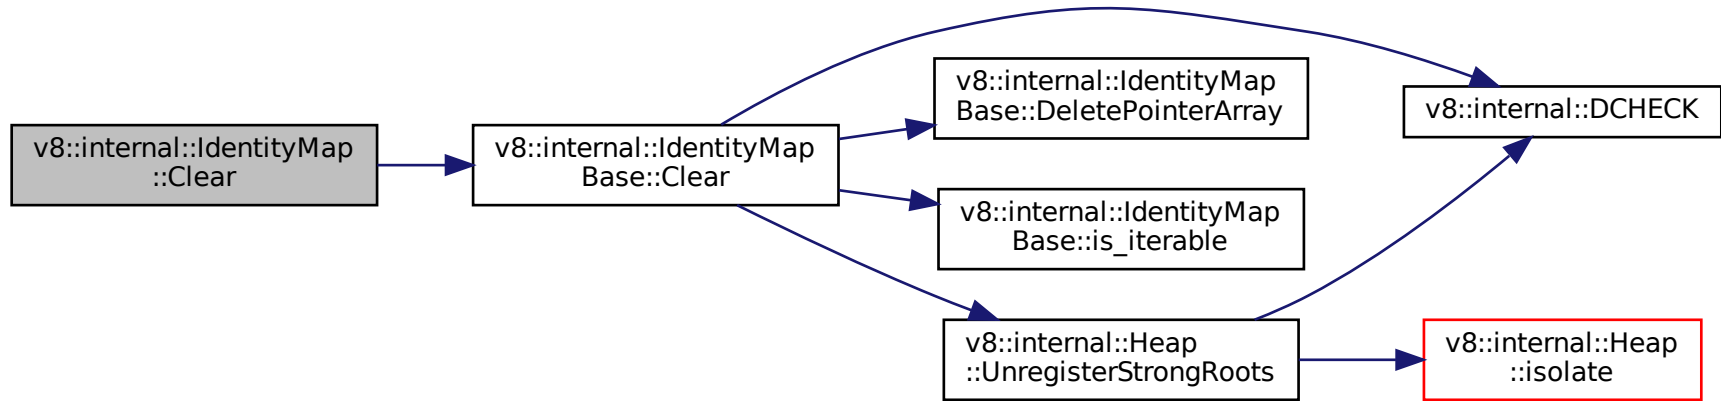 v8::internal::IdentityMap
::Clear
v8::internal::IdentityMap
Base::Clear
v8::internal::IdentityMap
Base::DeletePointerArray
v8::internal::IdentityMap
Base::is_iterable
v8::internal::Heap
::UnregisterStrongRoots
v8::internal::DCHECK
v8::internal::Heap
::isolate